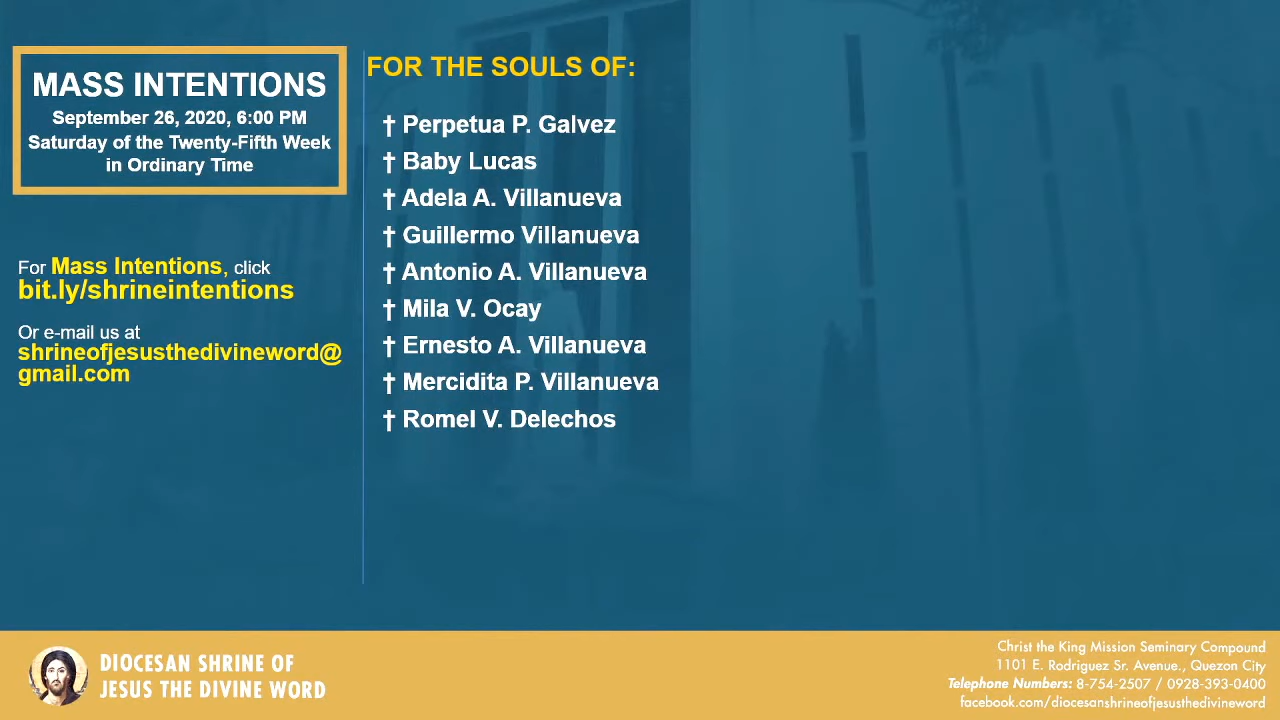 MASS INTENTIONS
September 26, 2020, 6:00 PM
Saturday of the Twenty-Fifth Week
in Ordinary Time
For Mass Intentions, click
bit.ly/shrineintentions
Or e-mail us at
shrineofjesusthedivineword@
gmail.com
FOR THE SOULS OF:
† Perpetua P. Galvez
† Baby Lucas
† Adela A. Villanueva
† Guillermo Villanueva
† Antonio A. Villanueva
† Mila V. Ocay
† Ernesto A. Villanueva
† Mercidita P. Villanueva
† Romel V. Delechos
DIOCESAN SHRINE OF
JESUS THE DIVINE WORD
Christ the King Mission Seminary Compound
1101 E. Rodriguez Sr. Avenue., Quezon City
Telephone Numbers: 8-754-2507 / 0928-393-0400
facebook.com/diocesanshrineofjesusthedivineword